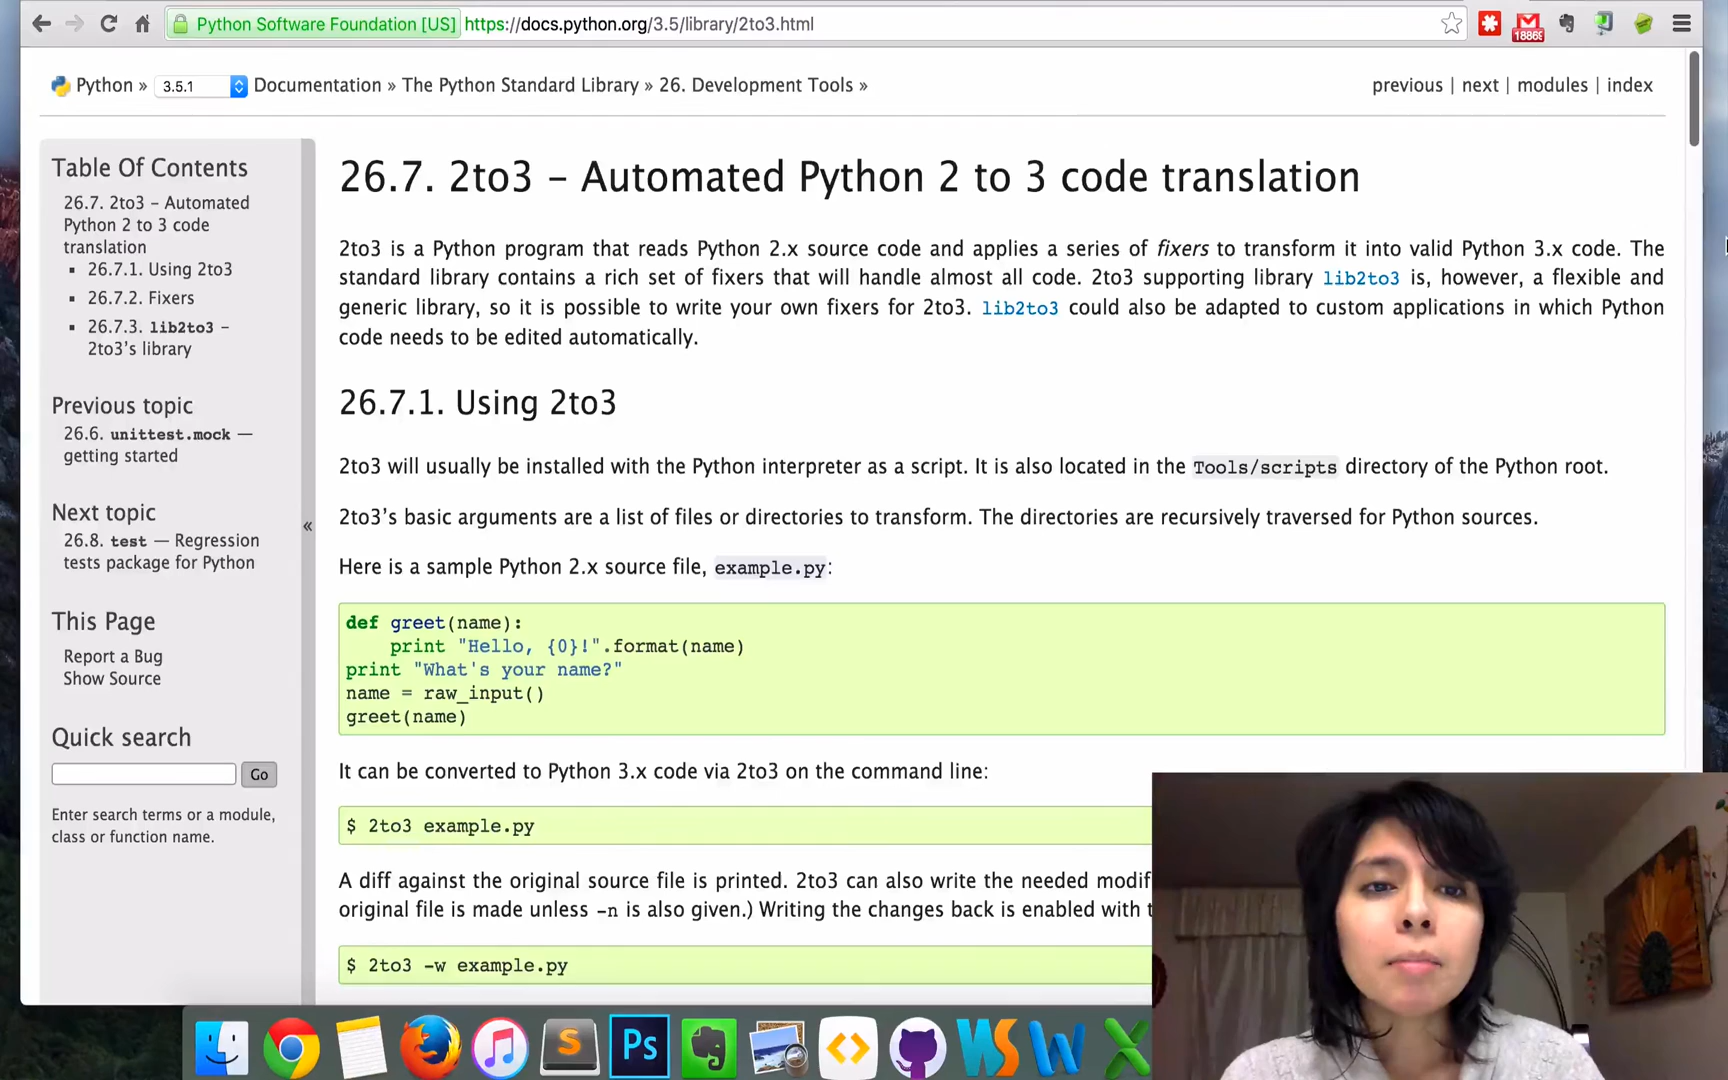 Python Software Foundation [US] https://docs.python.org/3.5/library/2to3.html
18869
Python » 3.5.1 Documentation » The Python Standard Library » 26. Development Tools »
previous | next | modules | index
Table Of Contents
26.7. 2to3 – Automated
Python 2 to 3 code
translation
▪ 26.7.1. Using 2to3
▪ 26.7.2. Fixers
▪ 26.7.3. lib2to3 –
2to3's library
Previous topic
26.6. unittest.mock —
getting started
Next topic
26.8. test — Regression
tests package for Python
This Page
Report a Bug
Show Source
Quick search
Go
Enter search terms or a module,
class or function name.
«
26.7. 2to3 – Automated Python 2 to 3 code translation
2to3 is a Python program that reads Python 2.x source code and applies a series of fixers to transform it into valid Python 3.x code. The
standard library contains a rich set of fixers that will handle almost all code. 2to3 supporting library lib2to3 is, however, a flexible and
generic library, so it is possible to write your own fixers for 2to3. lib2to3 could also be adapted to custom applications in which Python
code needs to be edited automatically.
26.7.1. Using 2to3
2to3 will usually be installed with the Python interpreter as a script. It is also located in the Tools/scripts directory of the Python root.
2to3's basic arguments are a list of files or directories to transform. The directories are recursively traversed for Python sources.
Here is a sample Python 2.x source file, example.py:
def greet(name):
    print "Hello, {0}!".format(name)
print "What's your name?"
name = raw_input()
greet(name)
It can be converted to Python 3.x code via 2to3 on the command line:
$ 2to3 example.py
A diff against the original source file is printed. 2to3 can also write the needed modif
original file is made unless -n is also given.) Writing the changes back is enabled with t
$ 2to3 -w example.py
S
Ps
WS
W
X